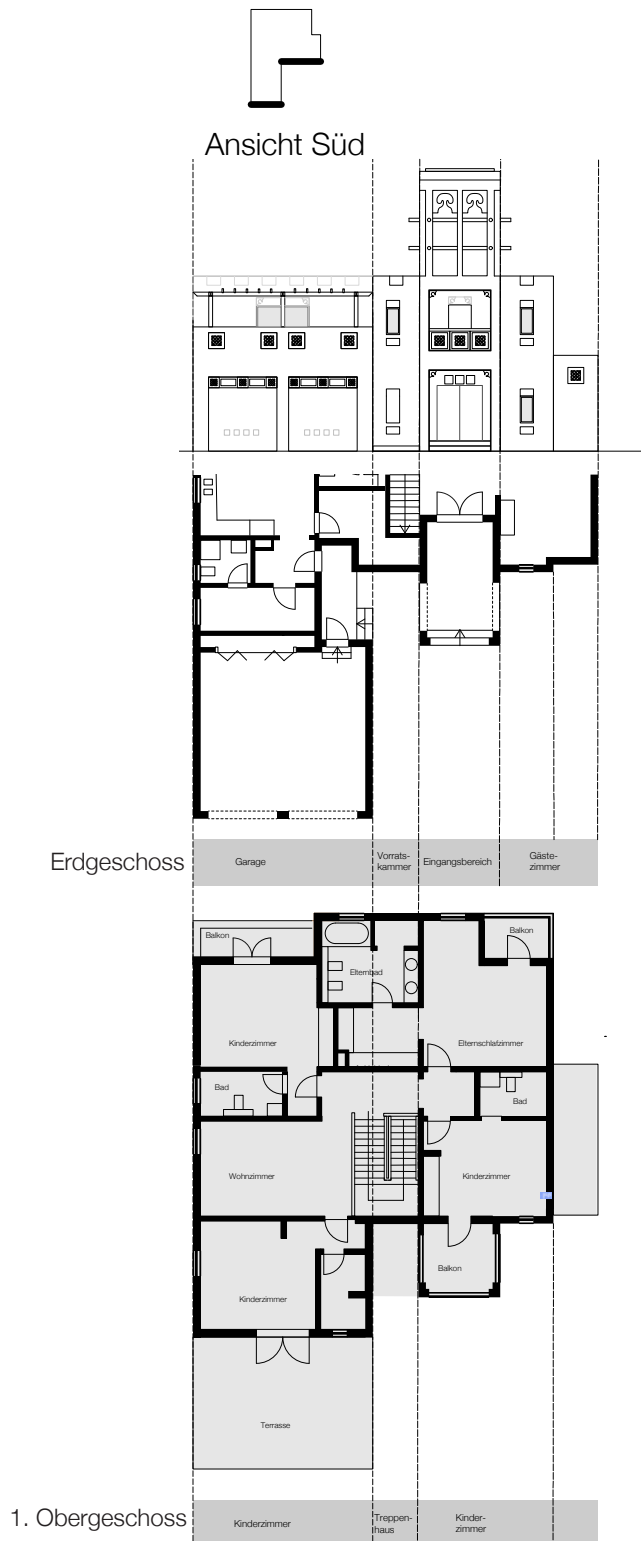 Ansicht Süd
Erdgeschoss
Garage
Vorrats-
kammer
Eingangsbereich
Gäste-
zimmer
Balkon
Balkon
Elternbad
Kinderzimmer
Elternschlafzimmer
Bad
Bad
Wohnzimmer
Kinderzimmer
Balkon
Kinderzimmer
Terrasse
1. Obergeschoss
Kinderzimmer
Treppen-
haus
Kinder-
zimmer